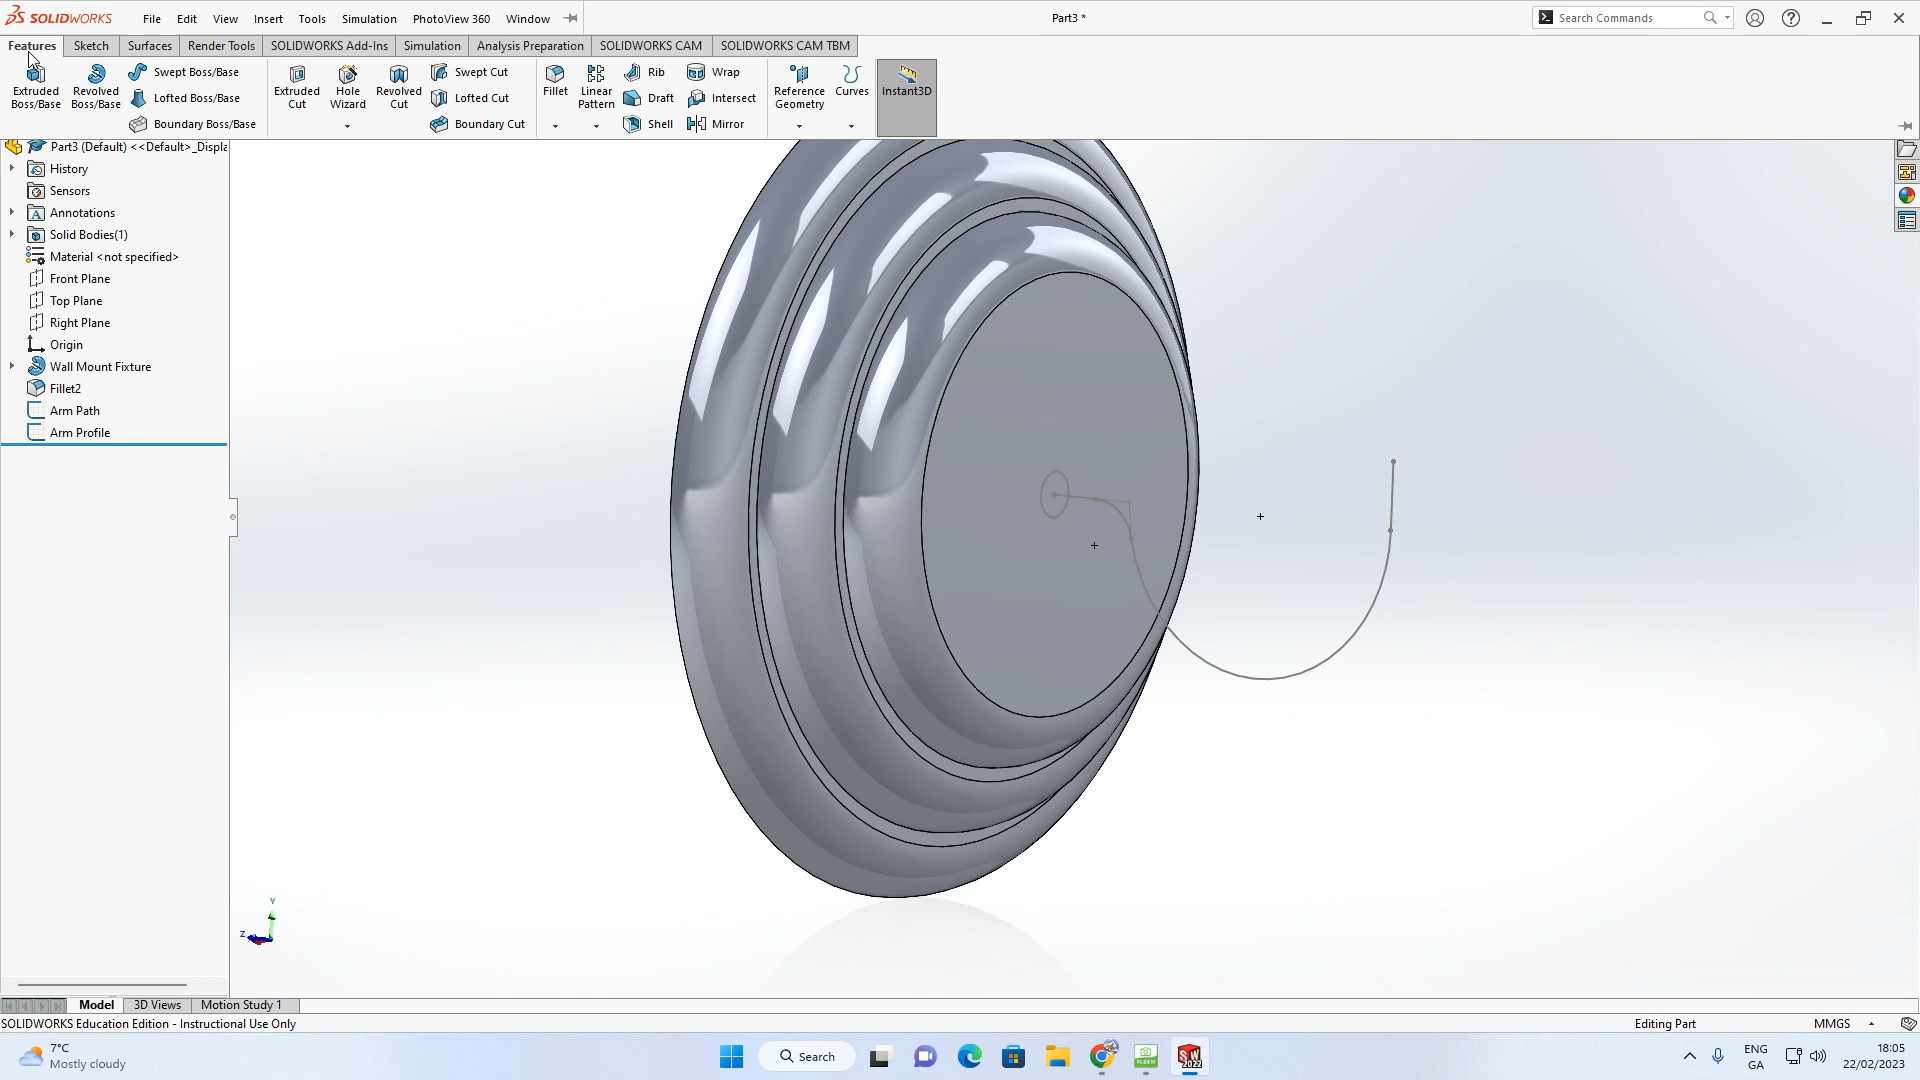 SOLIDWORKS File Edit View Insert Tools Simulation PhotoView 360 Window Part3 * Search Commands
Features Sketch Surfaces Render Tools SOLIDWORKS Add-Ins Simulation Analysis Preparation SOLIDWORKS CAM SOLIDWORKS CAM TBM
Extruded Boss/Base
Revolved Boss/Base
Swept Boss/Base
Lofted Boss/Base
Boundary Boss/Base
Extruded Cut
Hole Wizard
Revolved Cut
Swept Cut
Lofted Cut
Boundary Cut
Fillet
Linear Pattern
Rib
Draft
Shell
Wrap
Intersect
Mirror
Reference Geometry
Curves
Instant3D
Part3 (Default) <<Default>_Displa
History
Sensors
Annotations
Solid Bodies(1)
Material <not specified>
Front Plane
Top Plane
Right Plane
Origin
Wall Mount Fixture
Fillet2
Arm Path
Arm Profile
Y
Z
Model 3D Views Motion Study 1
SOLIDWORKS Education Edition - Instructional Use Only Editing Part MMGS
7°C
Mostly cloudy
Search
SW
2022
ENG
GA
18:05
22/02/2023